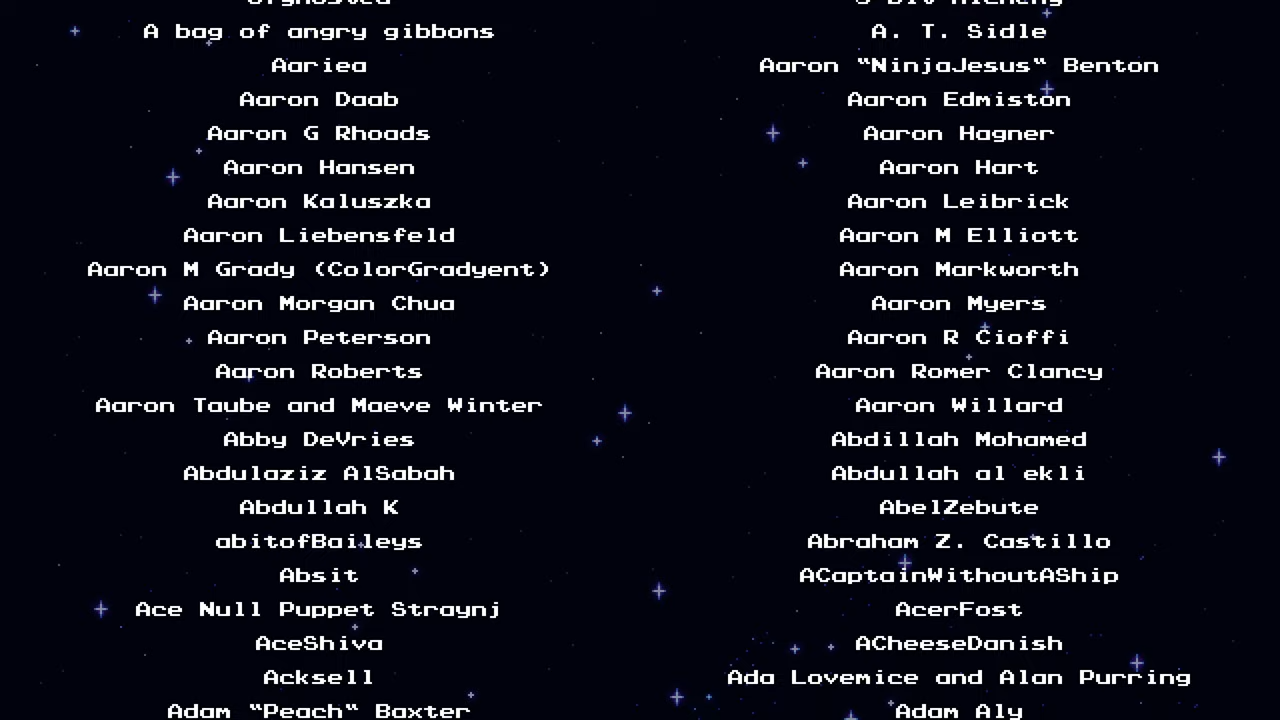 A bag of angry gibbons
A. T. Sidle
Aariea
Aaron "NinjaJesus" Benton
Aaron Daab
Aaron Edmiston
Aaron G Rhoads
Aaron Hagner
Aaron Hansen
Aaron Hart
Aaron Kaluszka
Aaron Leibrick
Aaron Liebensfeld
Aaron M Elliott
Aaron M Grady (ColorGradyent)
Aaron Markworth
Aaron Morgan Chua
Aaron Myers
Aaron Peterson
Aaron R Cioffi
Aaron Roberts
Aaron Romer Clancy
Aaron Taube and Maeve Winter
Aaron Willard
Abby DeVries
Abdillah Mohamed
Abdulaziz AlSabah
Abdullah al ekli
Abdullah K
AbelZebute
abitofBaileys
Abraham Z. Castillo
Absit
ACaptainWithoutAShip
Ace Null Puppet Straynj
AcerFost
AceShiva
ACheeseDanish
Acksell
Ada Lovemice and Alan Purring
Adam "Peach" Baxter
Adam Aly